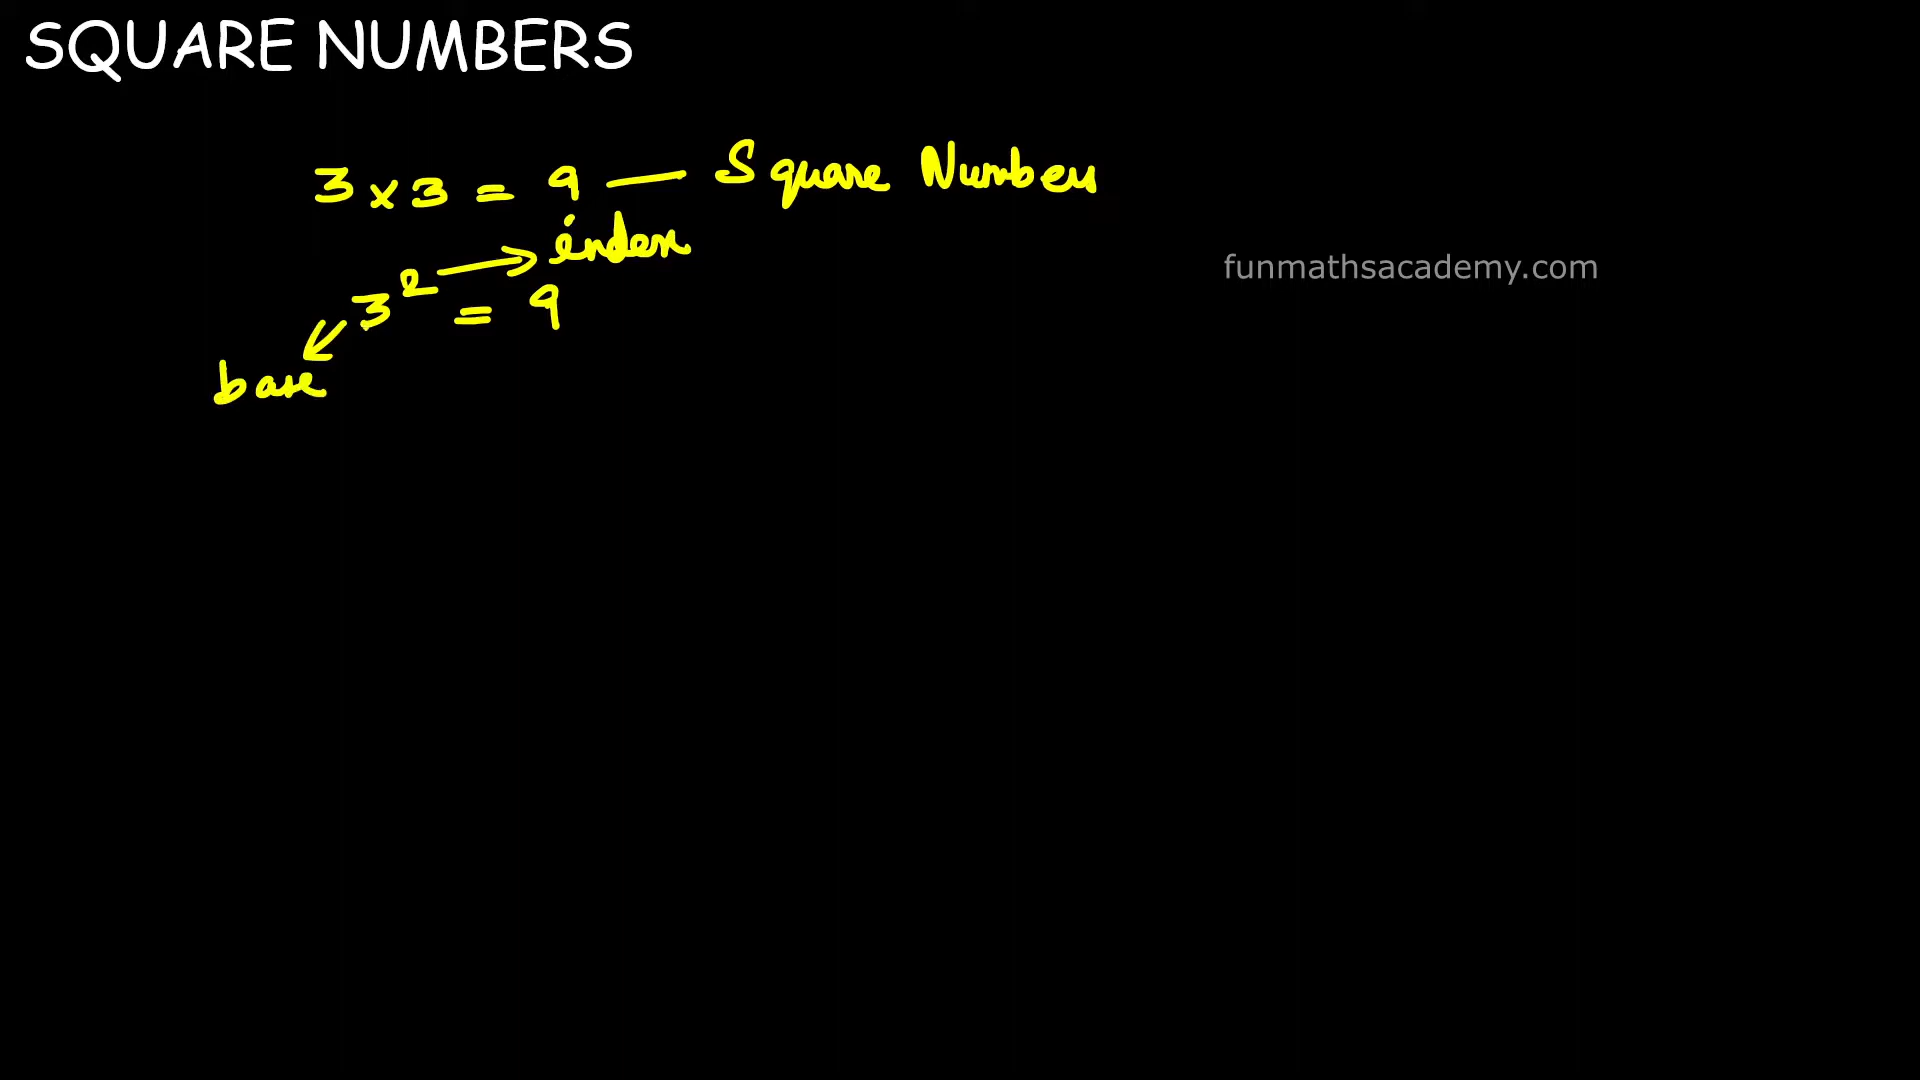 SQUARE NUMBERS
3 × 3 = 9 — Square Number
index
funmathsacademy.com
3² = 9
base